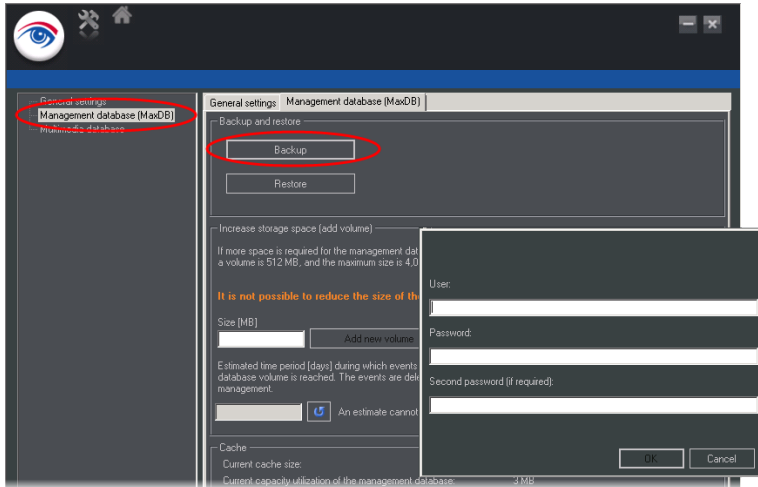 General settings
Management database (MaxDB)
Multimedia database
General settings
Management database (MaxDB)
Backup and restore
Backup
Restore
Increase storage space (add volume)
If more space is required for the management dat
a volume is 512 MB, and the maximum size is 4,0
It is not possible to reduce the size of the
Size [MB]
Add new volume
Estimated time period [days] during which events
database volume is reached. The events are dele
management.
An estimate cannot
Cache
Current cache size:
Current capacity utilization of the management database:
3 MB
User:
Password:
Second password (if required):
OK
Cancel